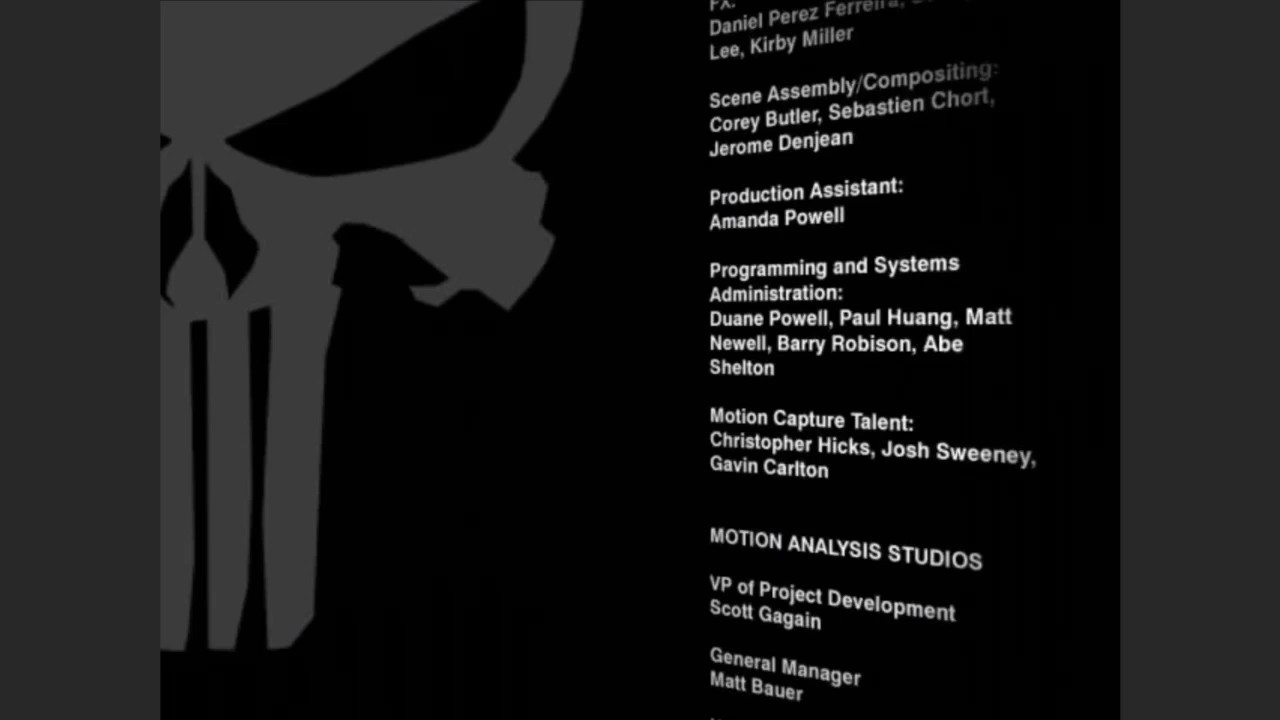 FX:
Daniel Perez Ferreira,
Lee, Kirby Miller
Scene Assembly/Compositing:
Corey Butler, Sebastien Chort,
Jerome Denjean
Production Assistant:
Amanda Powell
Programming and Systems
Administration:
Duane Powell, Paul Huang, Matt
Newell, Barry Robison, Abe
Shelton
Motion Capture Talent:
Christopher Hicks, Josh Sweeney,
Gavin Carlton
MOTION ANALYSIS STUDIOS
VP of Project Development
Scott Gagain
General Manager
Matt Bauer